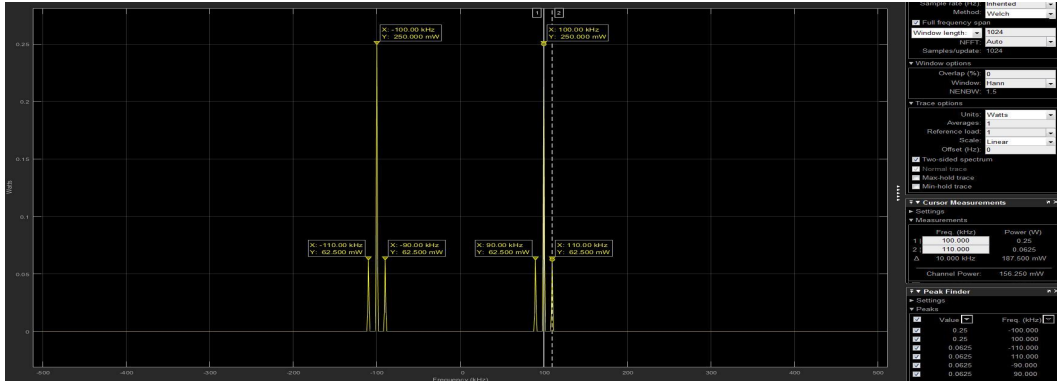 Sample rate (Hz): Inherited
Method: Welch
Full frequency span
Window length: 1024
NFFT: Auto
Samples/update: 1024
Window options
Overlap (%): 0
Window: Hann
NENBW: 1.5
Trace options
Units: Watts
Averages: 1
Reference load: 1
Scale: Linear
Offset (Hz): 0
Two-sided spectrum
Normal trace
Max-hold trace
Min-hold trace
Cursor Measurements
Settings
Measurements
Freq. (kHz) Power (W)
1 | 100.000 0.25
2 | 110.000 0.0625
Δ 10.000 kHz 187.500 mW
Channel Power: 156.250 mW
Peak Finder
Settings
Peaks
Value Freq. (kHz)
0.25 -100.000
0.25 100.000
0.0625 -110.000
0.0625 110.000
0.0625 -90.000
0.0625 90.000
1 2
X: -100.00 kHz
Y: 250.000 mW
X: 100.00 kHz
Y: 250.000 mW
X: -110.00 kHz
Y: 62.500 mW
X: -90.00 kHz
Y: 62.500 mW
X: 90.00 kHz
Y: 62.500 mW
X: 110.00 kHz
Y: 62.500 mW
0.25
0.2
0.15
0.1
0.05
0
Watts
-500 -400 -300 -200 -100 0 100 200 300 400 500
Frequency (kHz)